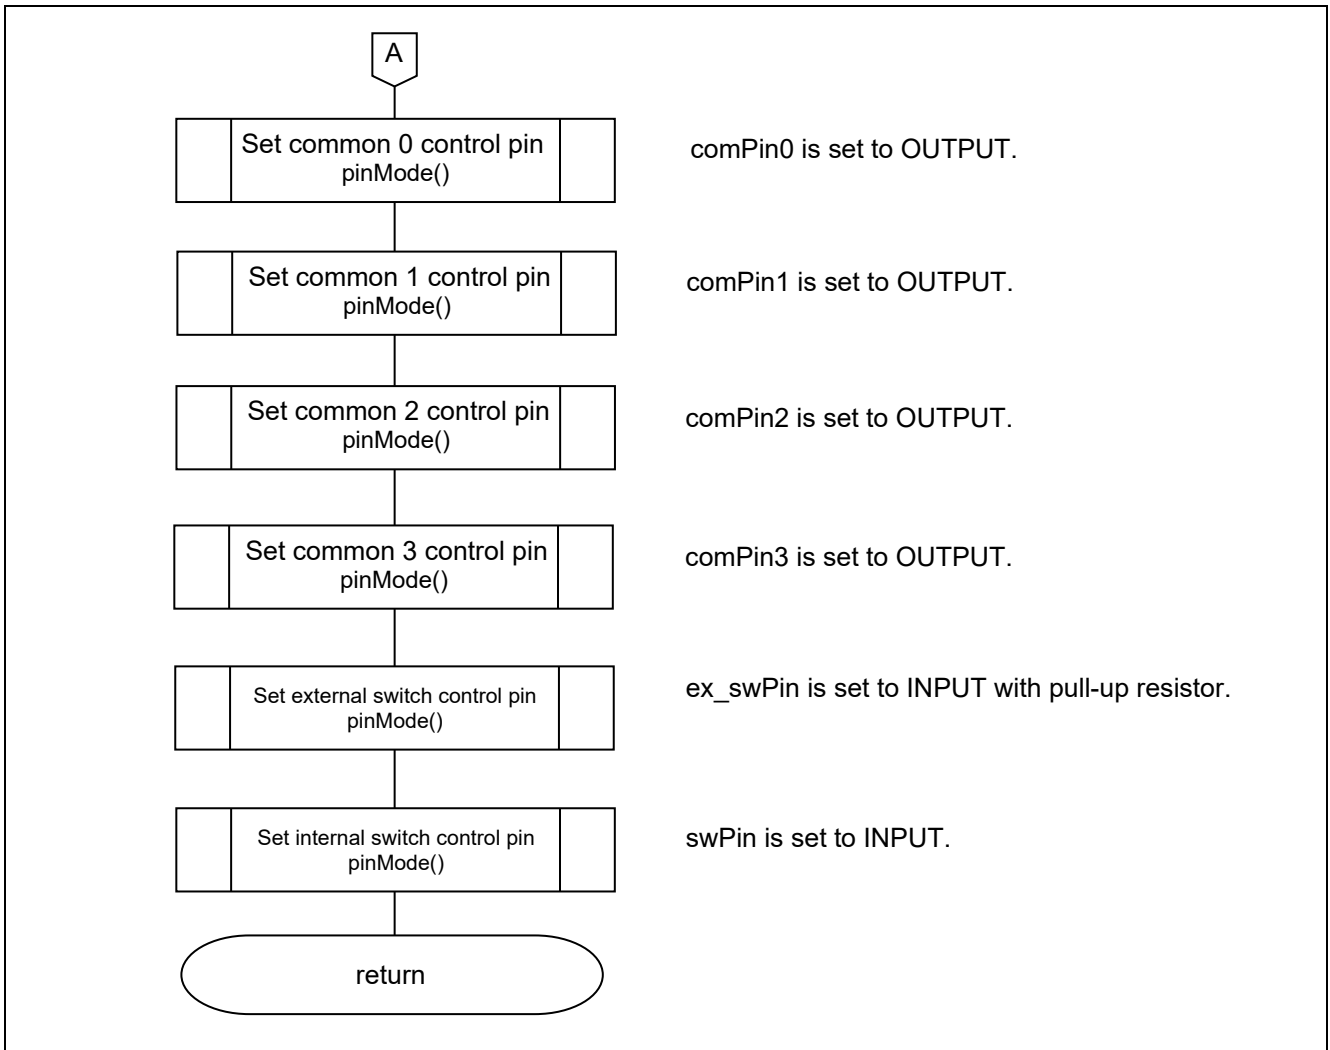 A
Set common 0 control pin
pinMode()
comPin0 is set to OUTPUT.
Set common 1 control pin
pinMode()
comPin1 is set to OUTPUT.
Set common 2 control pin
pinMode()
comPin2 is set to OUTPUT.
Set common 3 control pin
pinMode()
comPin3 is set to OUTPUT.
Set external switch control pin
pinMode()
ex_swPin is set to INPUT with pull-up resistor.
Set internal switch control pin
pinMode()
swPin is set to INPUT.
return